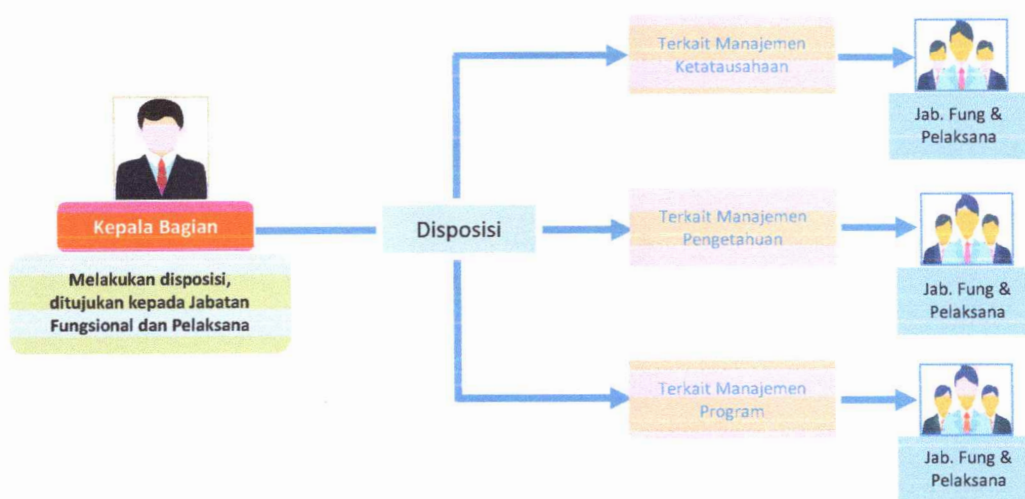 Terkait Manajemen
Ketatausahaan
Jab. Fung &
Pelaksana
Kepala Bagian
Melakukan disposisi,
ditujukan kepada Jabatan
Fungsional dan Pelaksana
Disposisi
Terkait Manajemen
Pengetahuan
Jab. Fung &
Pelaksana
Terkait Manajemen
Program
Jab. Fung &
Pelaksana